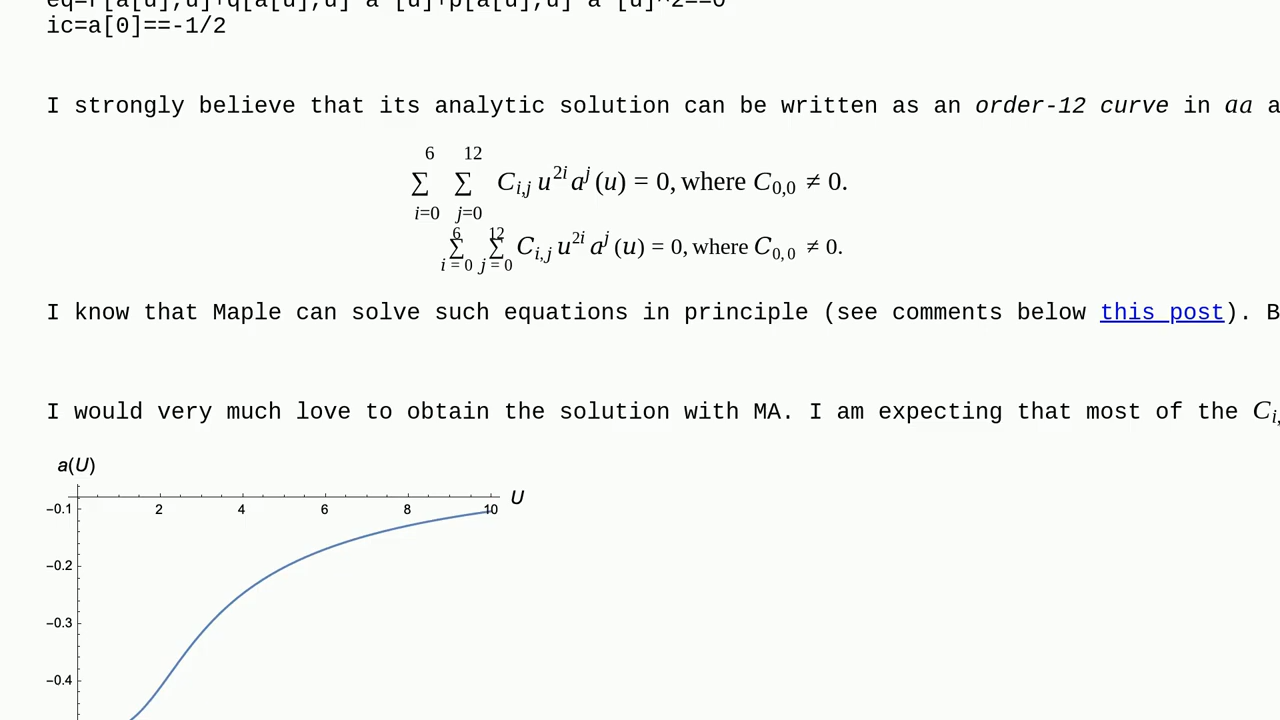 eq=r[a[u],u]+q[a[u],u] a'[u]+p[a[u],u] a'[u]^2==0
ic=a[0]==-1/2
I strongly believe that its analytic solution can be written as an order-12 curve in aa a
∑_{i=0}^{6} ∑_{j=0}^{12} C_{i,j} u^{2i} a^j (u) = 0, where C_{0,0} ≠ 0.
∑_{i = 0}^{6} ∑_{j = 0}^{12} C_{i,j} u^{2i} a^j (u) = 0, where C_{0,0} ≠ 0.
I know that Maple can solve such equations in principle (see comments below this post). B
I would very much love to obtain the solution with MA. I am expecting that most of the C_{i,
a(U)
U
2 4 6 8 10
−0.1
−0.2
−0.3
−0.4